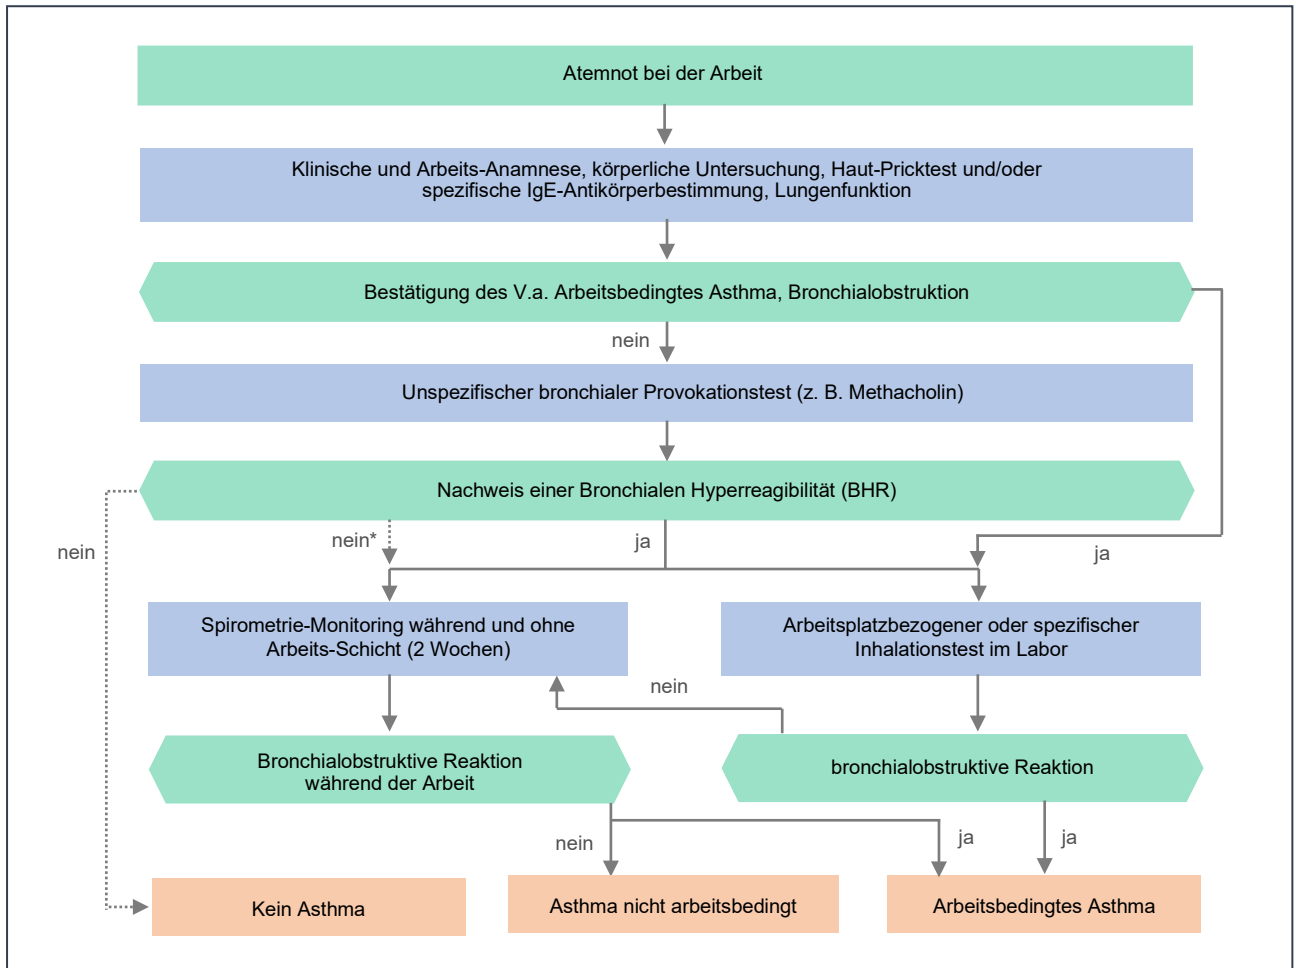 Atemnot bei der Arbeit
Klinische und Arbeits-Anamnese, körperliche Untersuchung, Haut-Pricktest und/oder
spezifische IgE-Antikörperbestimmung, Lungenfunktion
Bestätigung des V.a. Arbeitsbedingtes Asthma, Bronchialobstruktion
nein
Unspezifischer bronchialer Provokationstest (z. B. Methacholin)
Nachweis einer Bronchialen Hyperreagibilität (BHR)
nein
nein*
ja
ja
Spirometrie-Monitoring während und ohne
Arbeits-Schicht (2 Wochen)
Arbeitsplatzbezogener oder spezifischer
Inhalationstest im Labor
nein
Bronchialobstruktive Reaktion
während der Arbeit
bronchialobstruktive Reaktion
nein
ja
ja
Kein Asthma
Asthma nicht arbeitsbedingt
Arbeitsbedingtes Asthma